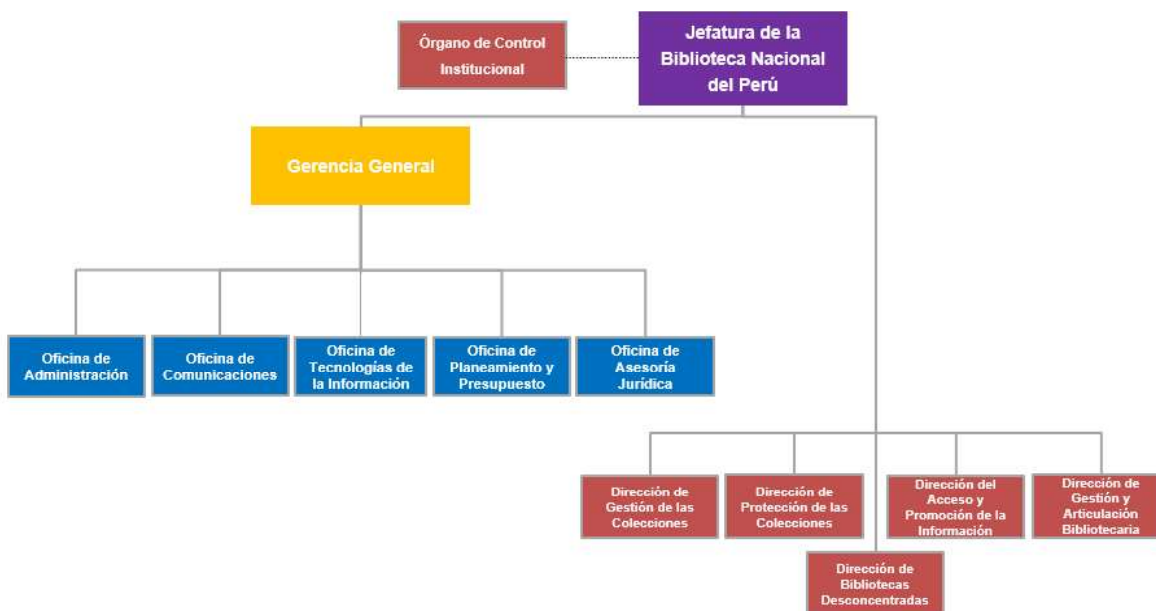 Órgano de Control
Institucional
Jefatura de la
Biblioteca Nacional
del Perú
Gerencia General
Oficina de
Administración
Oficina de
Comunicaciones
Oficina de
Tecnologías de
la Información
Oficina de
Planeamiento y
Presupuesto
Oficina de
Asesoría
Jurídica
Dirección de
Gestión de las
Colecciones
Dirección de
Protección de las
Colecciones
Dirección del
Acceso y
Promoción de la
Información
Dirección de
Gestión y
Articulación
Bibliotecaria
Dirección de
Bibliotecas
Desconcentradas